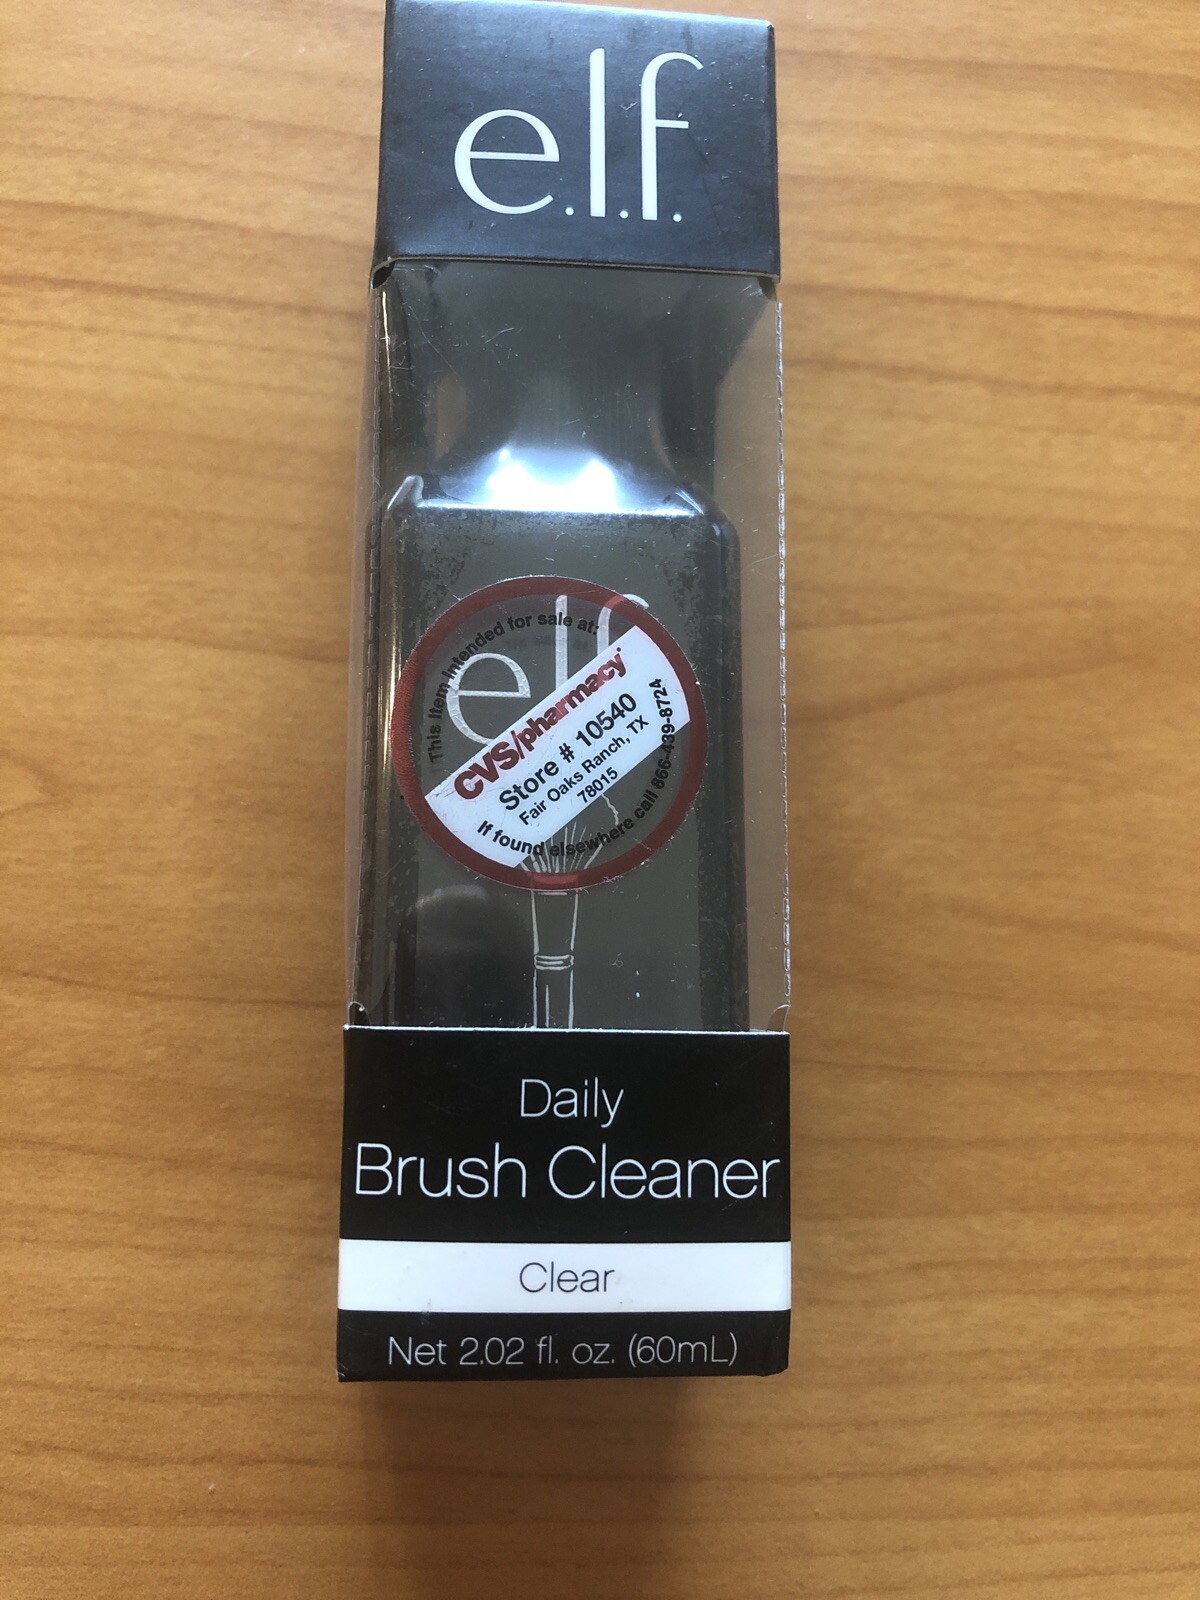 e.l.f.
elf
This item intended for sale at:
CVS/pharmacy
Store # 10540
Fair Oaks Ranch, TX
78015
If found elsewhere call 866-439-8724.
Daily
Brush Cleaner
Clear
Net 2.02 fl. oz. (60mL)